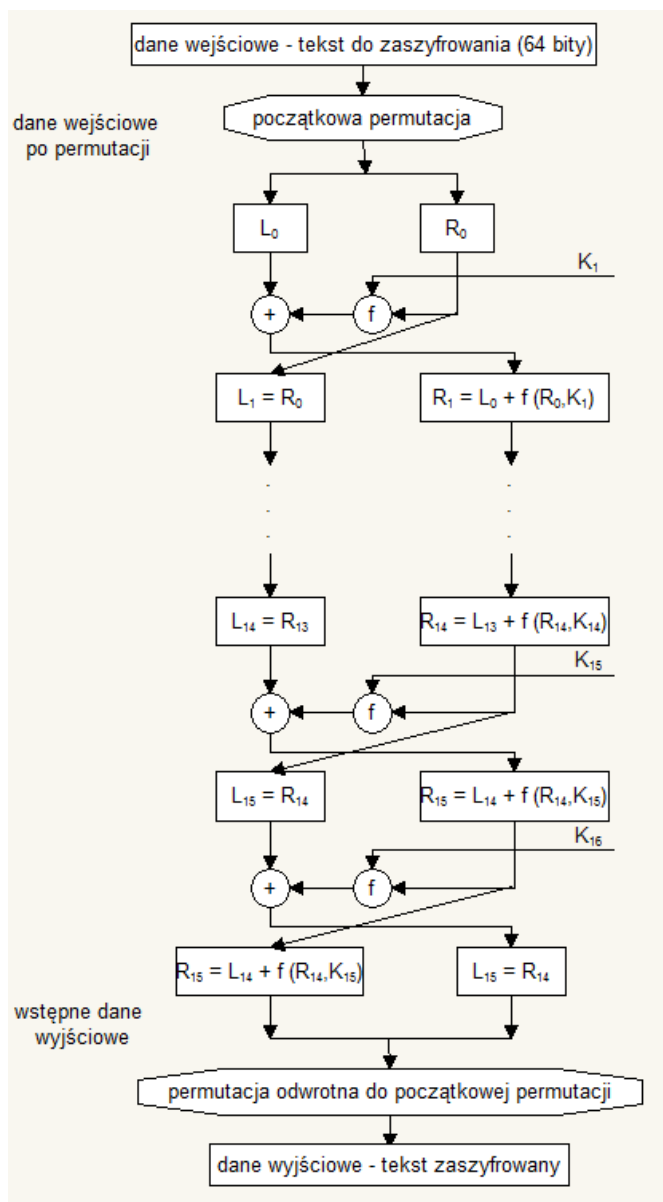 dane wejściowe - tekst do zaszyfrowania (64 bity)
początkowa permutacja
dane wejściowe
po permutacji
L₀
R₀
K₁
+
f
L₁ = R₀
R₁ = L₀ + f (R₀,K₁)
L₁₄ = R₁₃
R₁₄ = L₁₃ + f (R₁₄,K₁₄)
K₁₅
+
f
L₁₅ = R₁₄
R₁₅ = L₁₄ + f (R₁₄,K₁₅)
K₁₆
+
f
R₁₅ = L₁₄ + f (R₁₄,K₁₅)
L₁₅ = R₁₄
wstępne dane
wyjściowe
permutacja odwrotna do początkowej permutacji
dane wyjściowe - tekst zaszyfrowany